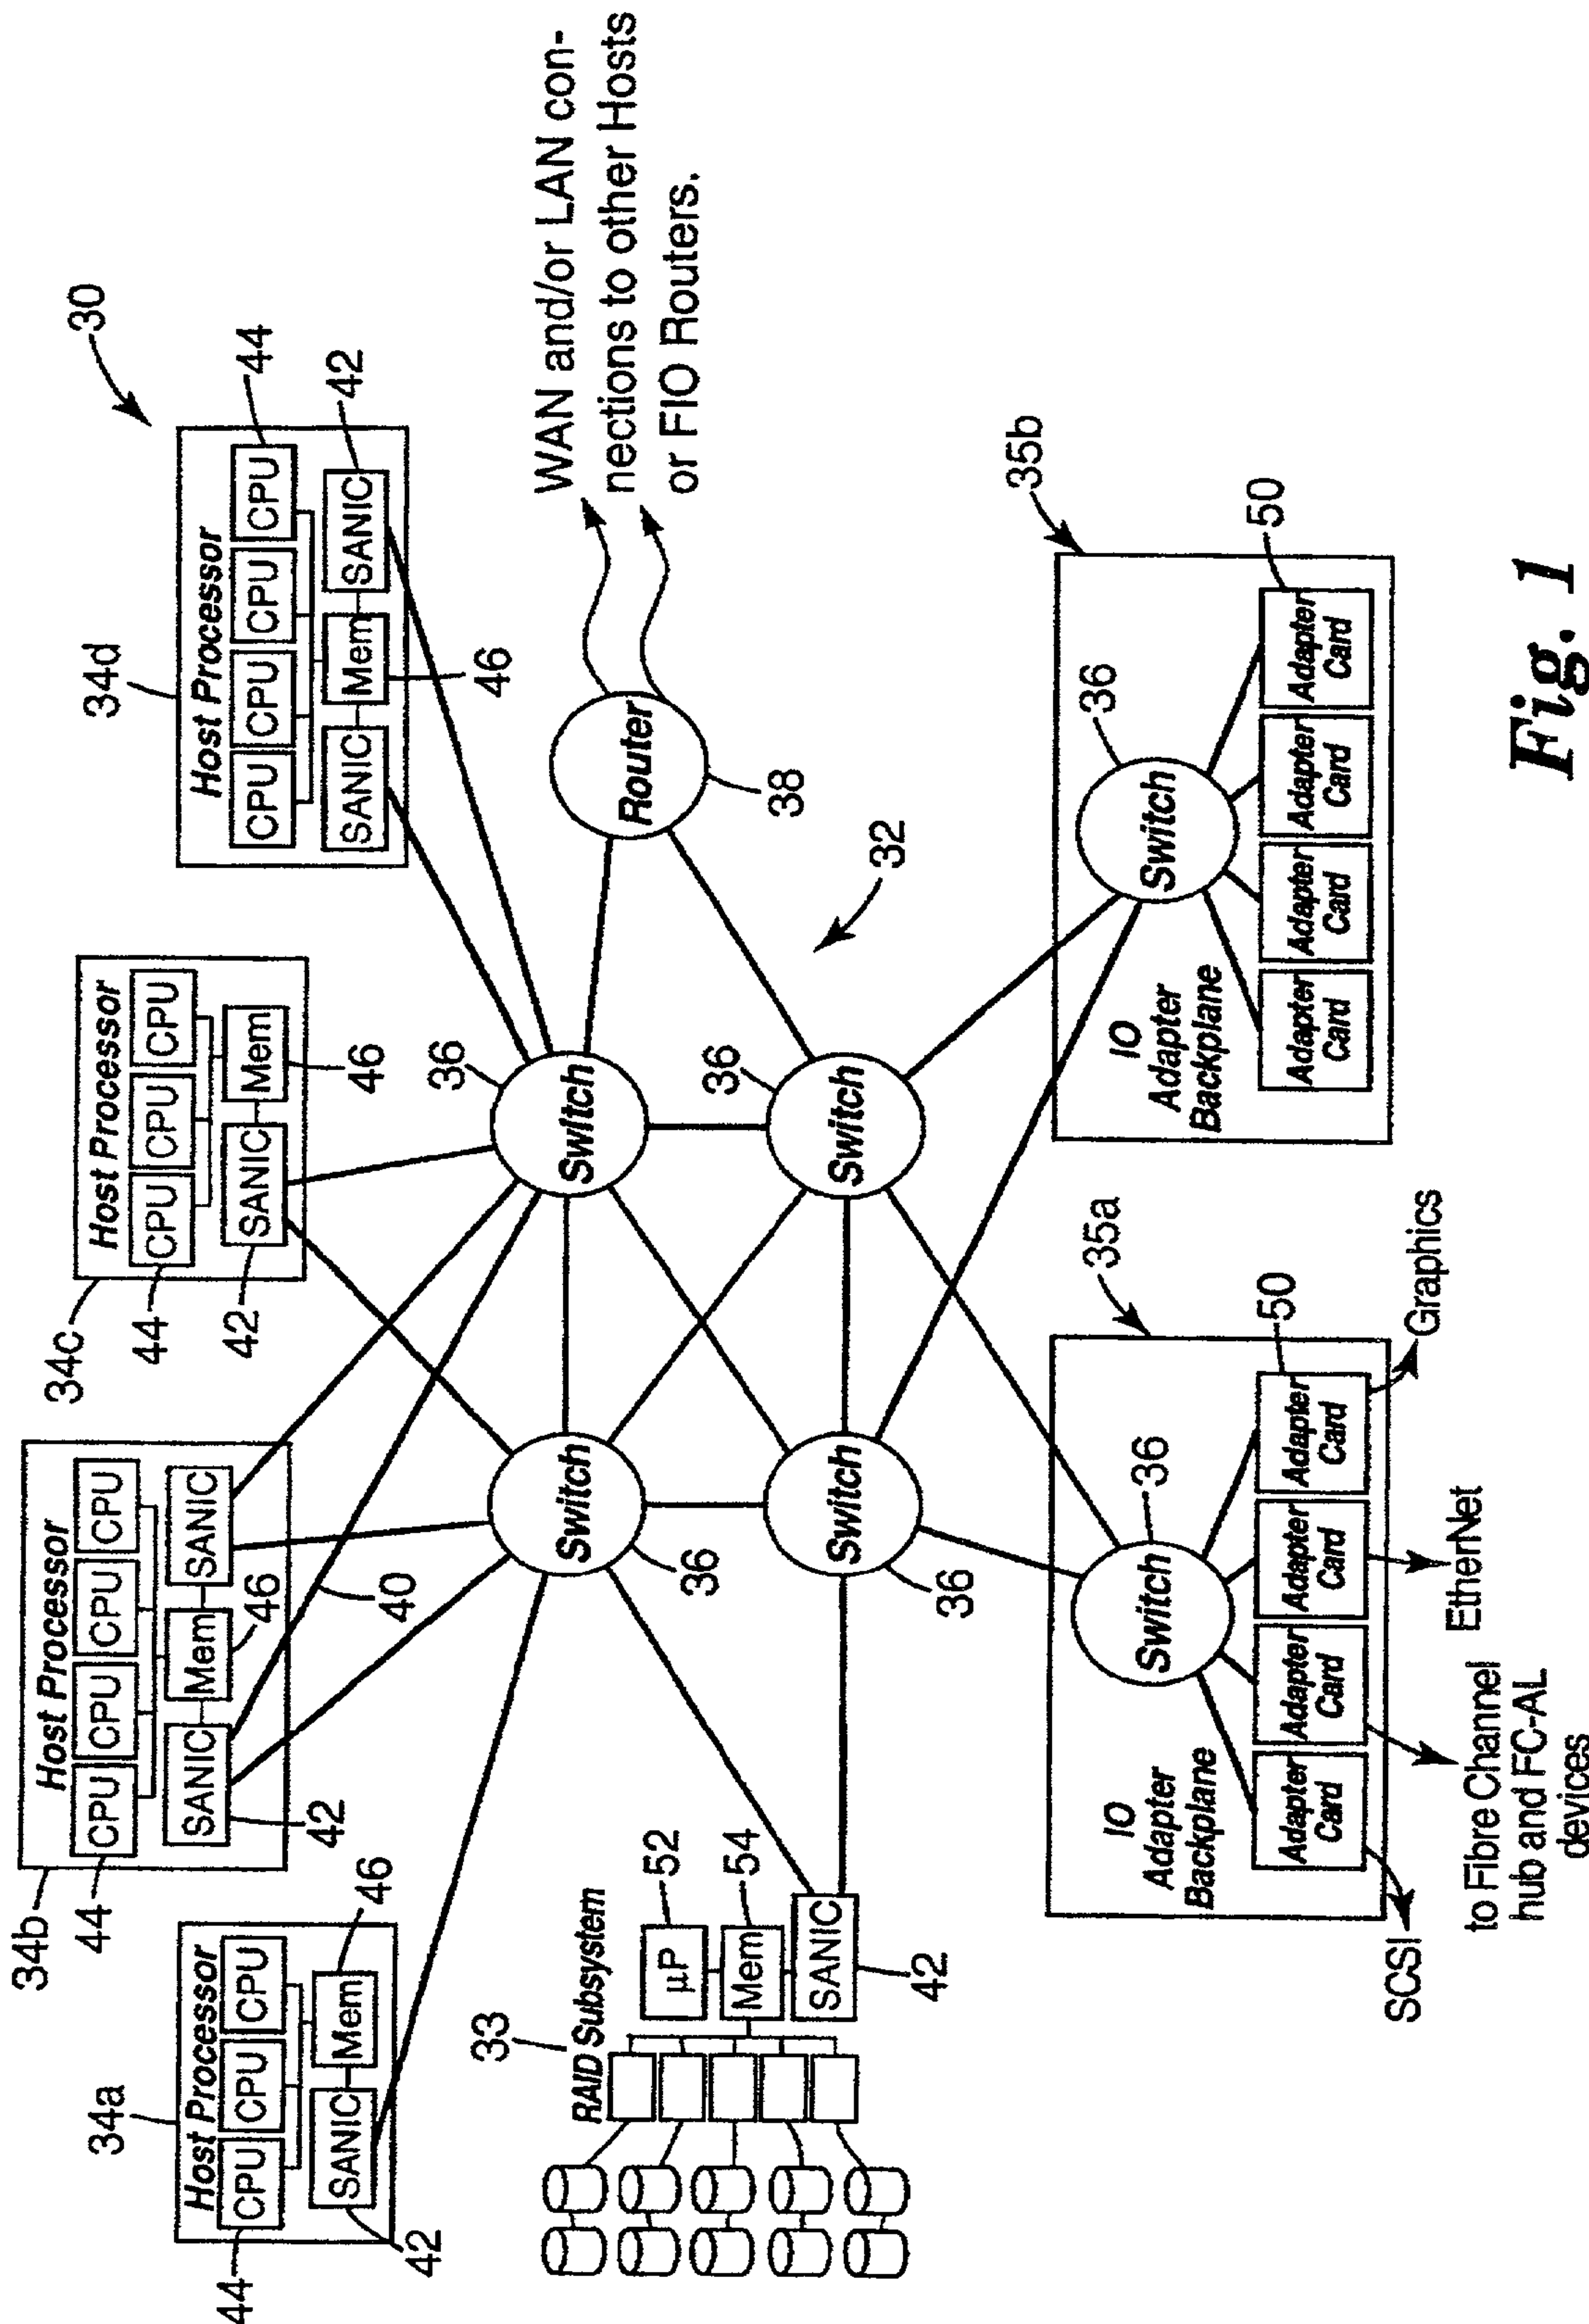 30
34d
Host Processor
CPU CPU CPU CPU
44
SANIC Mem SANIC
42
46
34c
Host Processor
CPU CPU CPU
44
SANIC Mem
42
46
34b
Host Processor
CPU CPU CPU CPU
44
SANIC Mem SANIC
42
46
40
34a
Host Processor
CPU CPU CPU
44
SANIC Mem
42
46
WAN and/or LAN con-
nections to other Hosts
or FIO Routers.
Router
38
32
Switch
36
Switch
36
Switch
36
Switch
36
33
RAID Subsystem
µP
52
Mem
54
SANIC
42
35a
IO
Adapter
Backplane
Switch
36
50
Adapter Card
Adapter Card
Adapter Card
Adapter Card
SCSI
to Fibre Channel
hub and FC-AL
devices
EtherNet
Graphics
35b
IO
Adapter
Backplane
Switch
36
50
Adapter Card
Adapter Card
Adapter Card
Adapter Card
Fig. 1